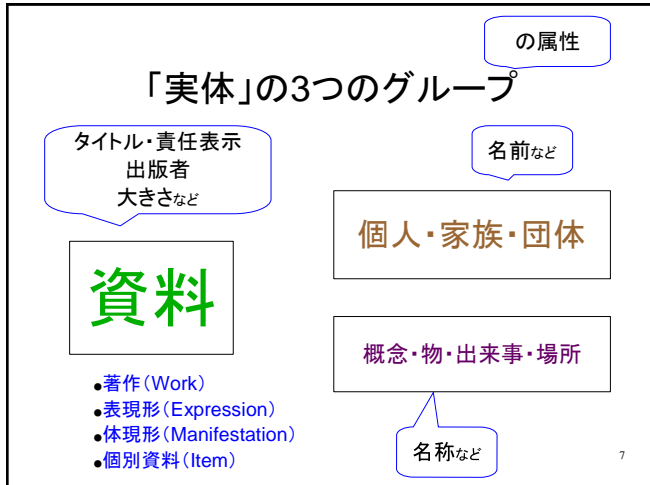 の属性
「実体」の3つのグループ
タイトル・責任表示
出版者
大きさなど
名前など
個人・家族・団体
資料
概念・物・出来事・場所
●著作（Work）
●表現形（Expression）
●体現形（Manifestation）
●個別資料（Item）
名称など
7